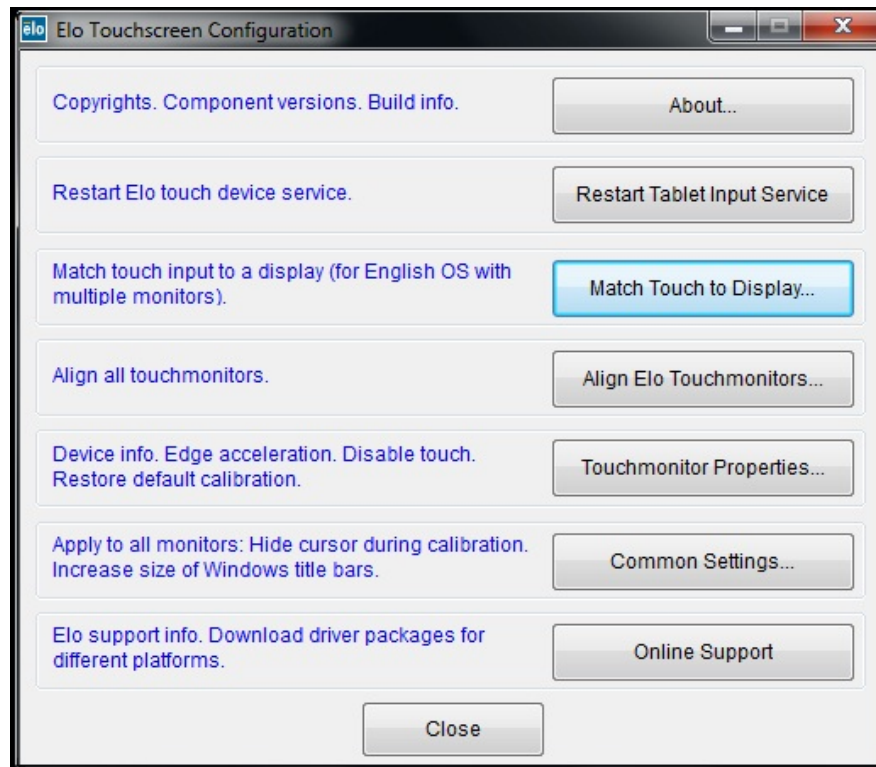 elo Elo Touchscreen Configuration
Copyrights. Component versions. Build info.
About...
Restart Elo touch device service.
Restart Tablet Input Service
Match touch input to a display (for English OS with
multiple monitors).
Match Touch to Display...
Align all touchmonitors.
Align Elo Touchmonitors...
Device info. Edge acceleration. Disable touch.
Restore default calibration.
Touchmonitor Properties...
Apply to all monitors: Hide cursor during calibration.
Increase size of Windows title bars.
Common Settings...
Elo support info. Download driver packages for
different platforms.
Online Support
Close